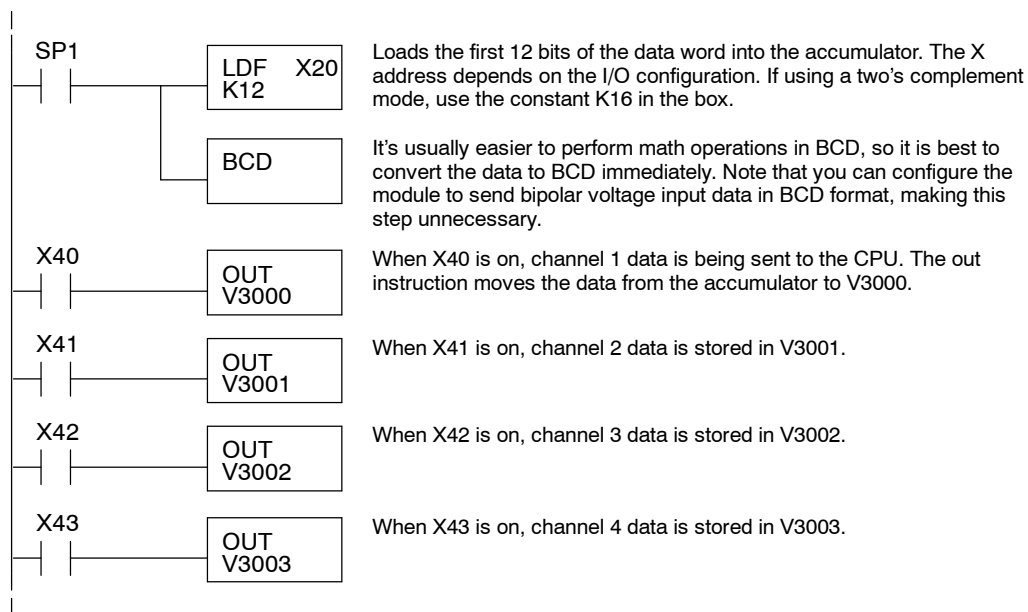 SP1
LDF X20
K12
Loads the first 12 bits of the data word into the accumulator. The X
address depends on the I/O configuration. If using a two’s complement
mode, use the constant K16 in the box.
BCD
It’s usually easier to perform math operations in BCD, so it is best to
convert the data to BCD immediately. Note that you can configure the
module to send bipolar voltage input data in BCD format, making this
step unnecessary.
X40
OUT
V3000
When X40 is on, channel 1 data is being sent to the CPU. The out
instruction moves the data from the accumulator to V3000.
X41
OUT
V3001
When X41 is on, channel 2 data is stored in V3001.
X42
OUT
V3002
When X42 is on, channel 3 data is stored in V3002.
X43
OUT
V3003
When X43 is on, channel 4 data is stored in V3003.